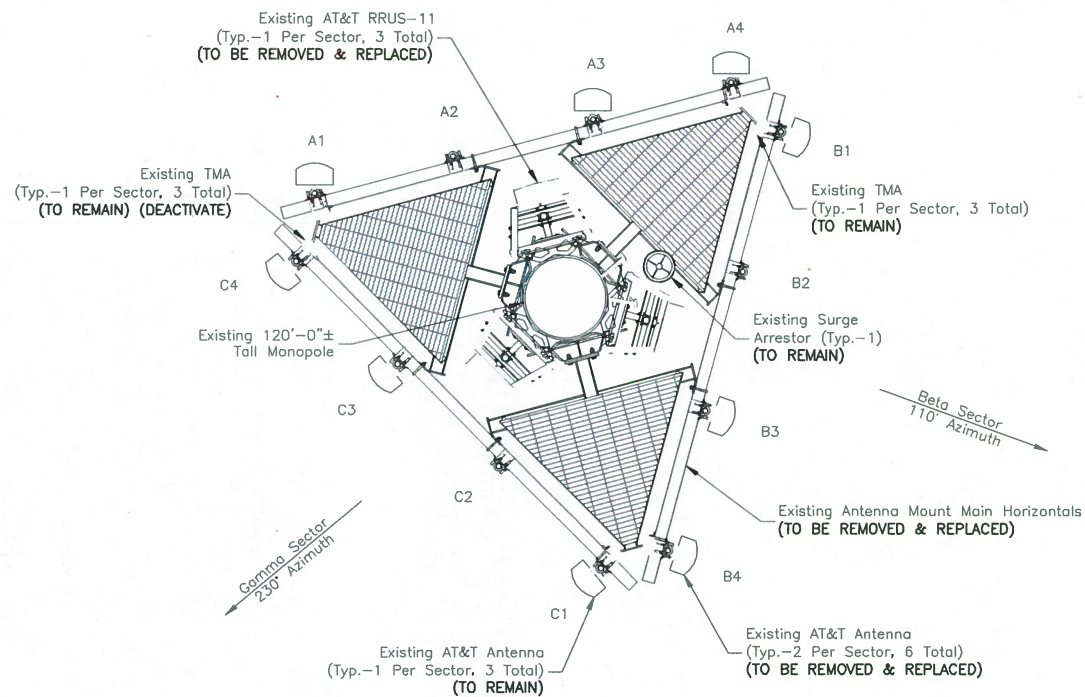 Existing AT&T RRUS-11
(Typ.-1 Per Sector, 3 Total)
(TO BE REMOVED & REPLACED)
A4
A3
A2
A1
B1
Existing TMA
(Typ.-1 Per Sector, 3 Total)
(TO REMAIN) (DEACTIVATE)
Existing TMA
(Typ.-1 Per Sector, 3 Total)
(TO REMAIN)
C4
B2
Existing 120'-0"±
Tall Monopole
Existing Surge
Arrestor (Typ.-1)
(TO REMAIN)
C3
Beta Sector
110° Azimuth
B3
C2
Existing Antenna Mount Main Horizontals
(TO BE REMOVED & REPLACED)
Gamma Sector
230° Azimuth
B4
C1
Existing AT&T Antenna
(Typ.-2 Per Sector, 6 Total)
(TO BE REMOVED & REPLACED)
Existing AT&T Antenna
(Typ.-1 Per Sector, 3 Total)
(TO REMAIN)